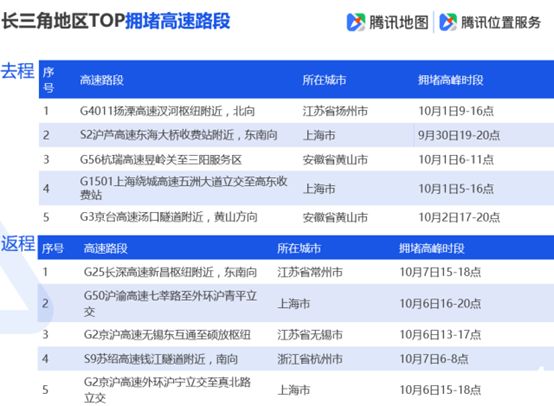 长三角地区TOP拥堵高速路段
腾讯地图 腾讯位置服务
去程
序号 高速路段 所在城市 拥堵高峰时段
1 G4011扬溧高速汊河枢纽附近，北向 江苏省扬州市 10月1日9-16点
2 S2沪芦高速东海大桥收费站附近，东南向 上海市 9月30日19-20点
3 G56杭瑞高速昱岭关至三阳服务区 安徽省黄山市 10月1日6-11点
4 G1501上海绕城高速五洲大道立交至高东收
费站 上海市 10月1日5-16点
5 G3京台高速汤口隧道附近，黄山方向 安徽省黄山市 10月2日17-20点
返程
序号 高速路段 所在城市 拥堵高峰时段
1 G25长深高速新昌枢纽附近，东南向 江苏省常州市 10月7日15-18点
2 G50沪渝高速七莘路至外环沪青平立
交 上海市 10月6日16-20点
3 G2京沪高速无锡东互通至硕放枢纽 江苏省无锡市 10月6日13-17点
4 S9苏绍高速钱江隧道附近，南向 浙江省杭州市 10月7日6-8点
5 G2京沪高速外环沪宁立交至真北路
立交 上海市 10月6日15-18点